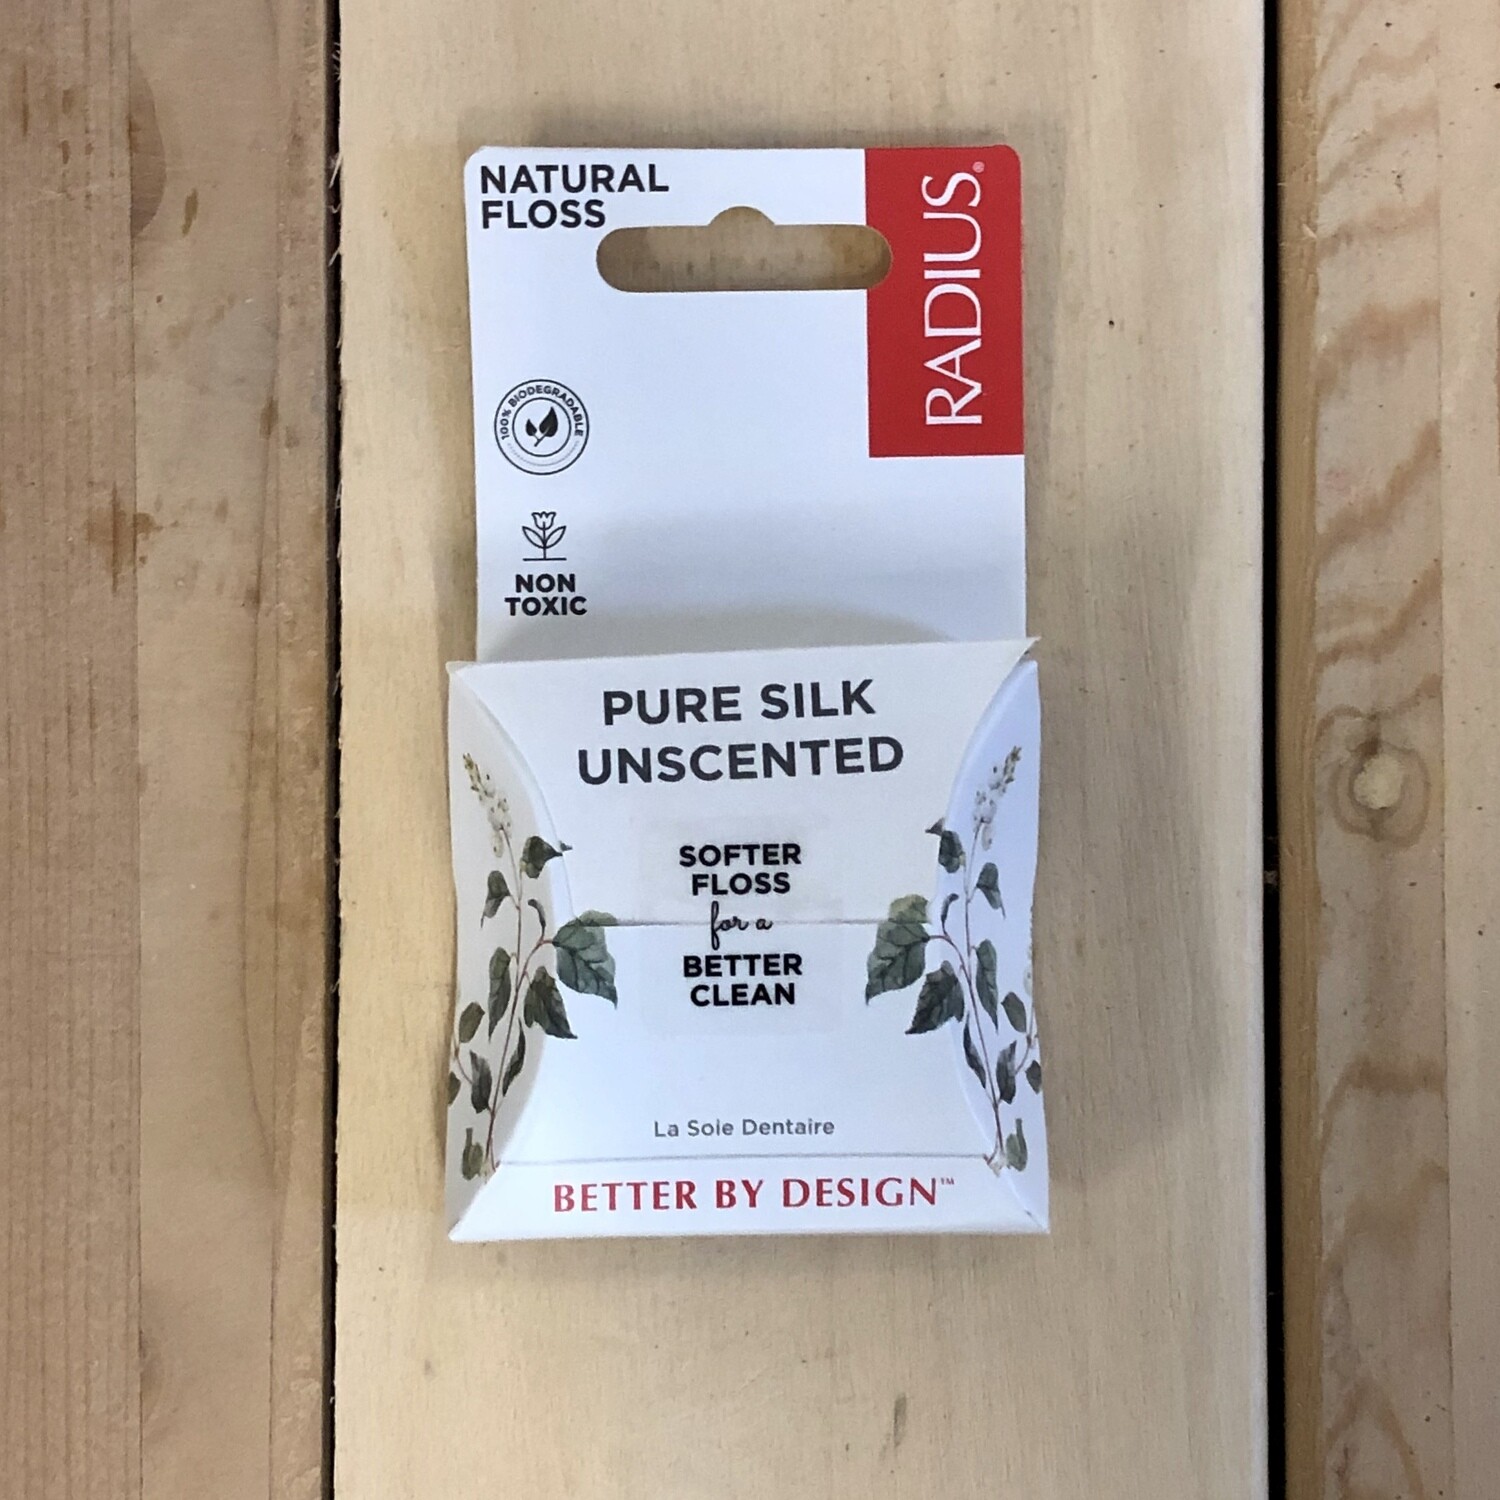 NATURAL
FLOSS
RADIUS®
100% BIODEGRADABLE
NON
TOXIC
PURE SILK
UNSCENTED
SOFTER
FLOSS
for a
BETTER
CLEAN
La Soie Dentaire
BETTER BY DESIGN™